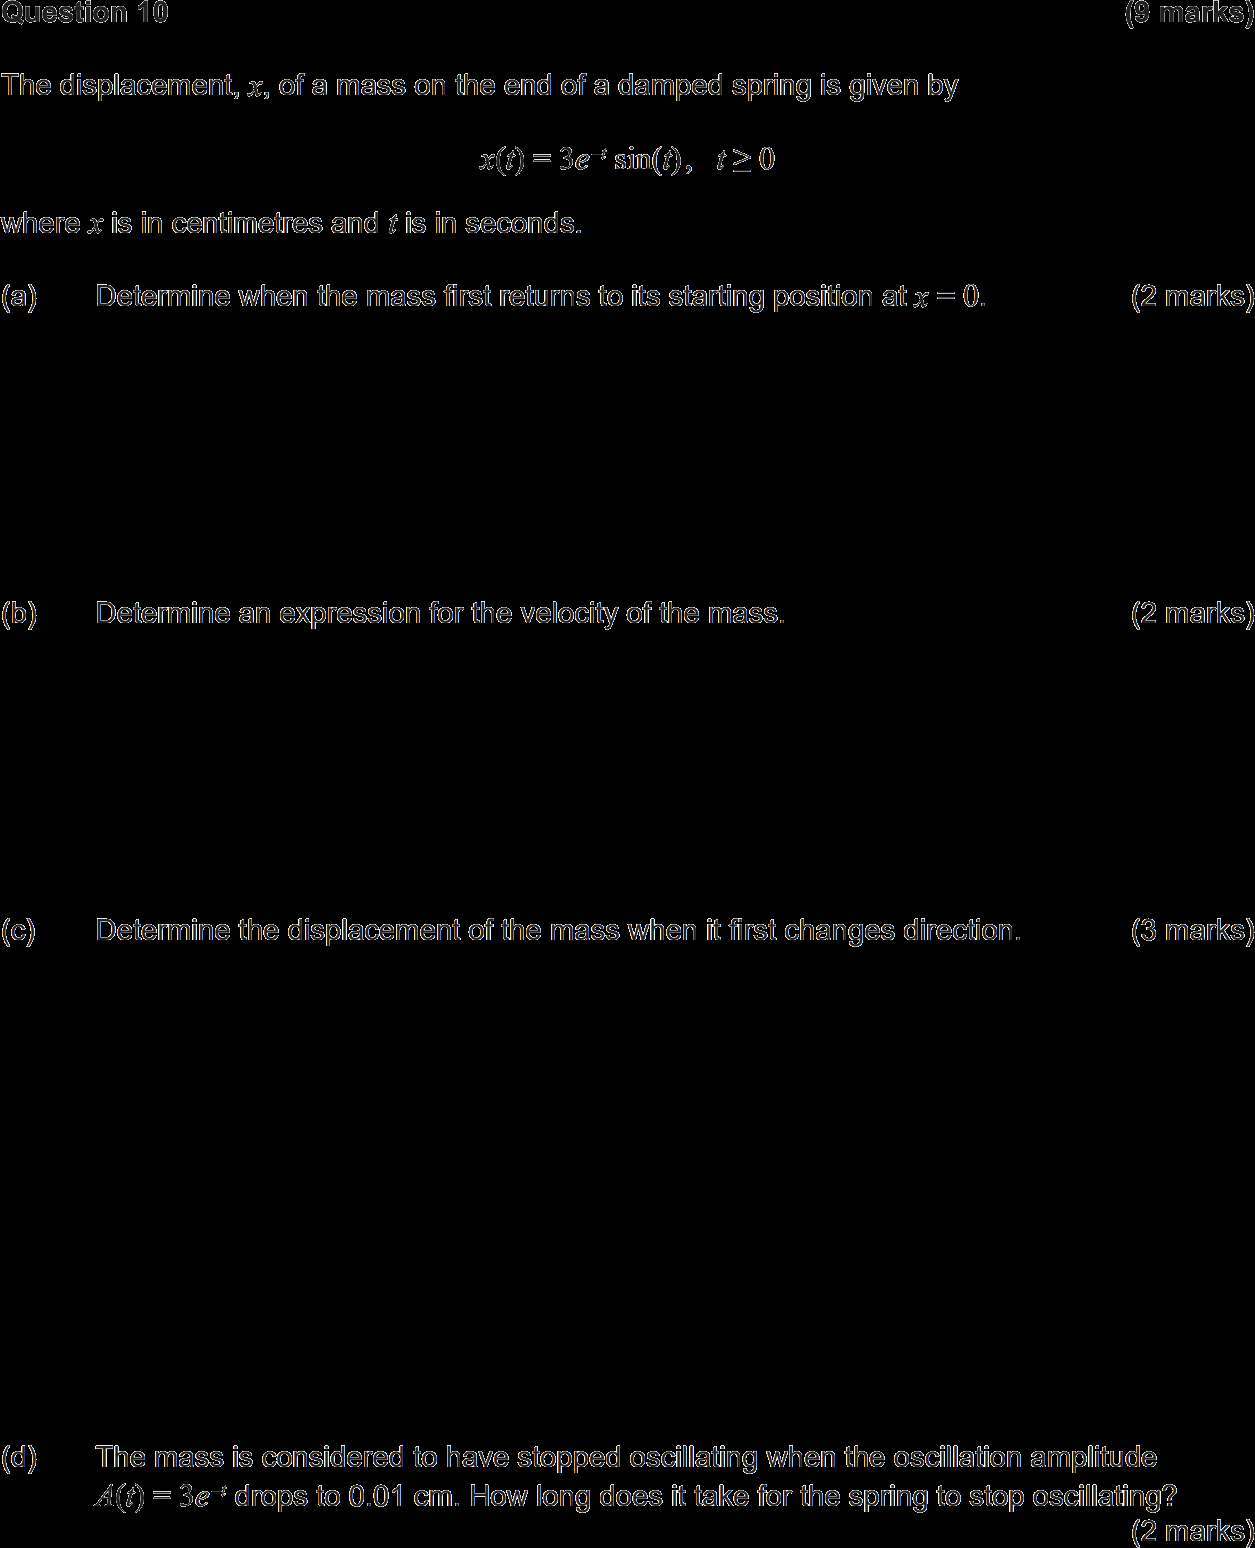 Question 10 (9 marks)
The displacement, x, of a mass on the end of a damped spring is given by
x(t) = 3e⁻ᵗ sin(t), t ≥ 0
where x is in centimetres and t is in seconds.
(a) Determine when the mass first returns to its starting position at x = 0. (2 marks)
(b) Determine an expression for the velocity of the mass. (2 marks)
(c) Determine the displacement of the mass when it first changes direction. (3 marks)
(d) The mass is considered to have stopped oscillating when the oscillation amplitude
A(t) = 3e⁻ᵗ drops to 0.01 cm. How long does it take for the spring to stop oscillating?
(2 marks)